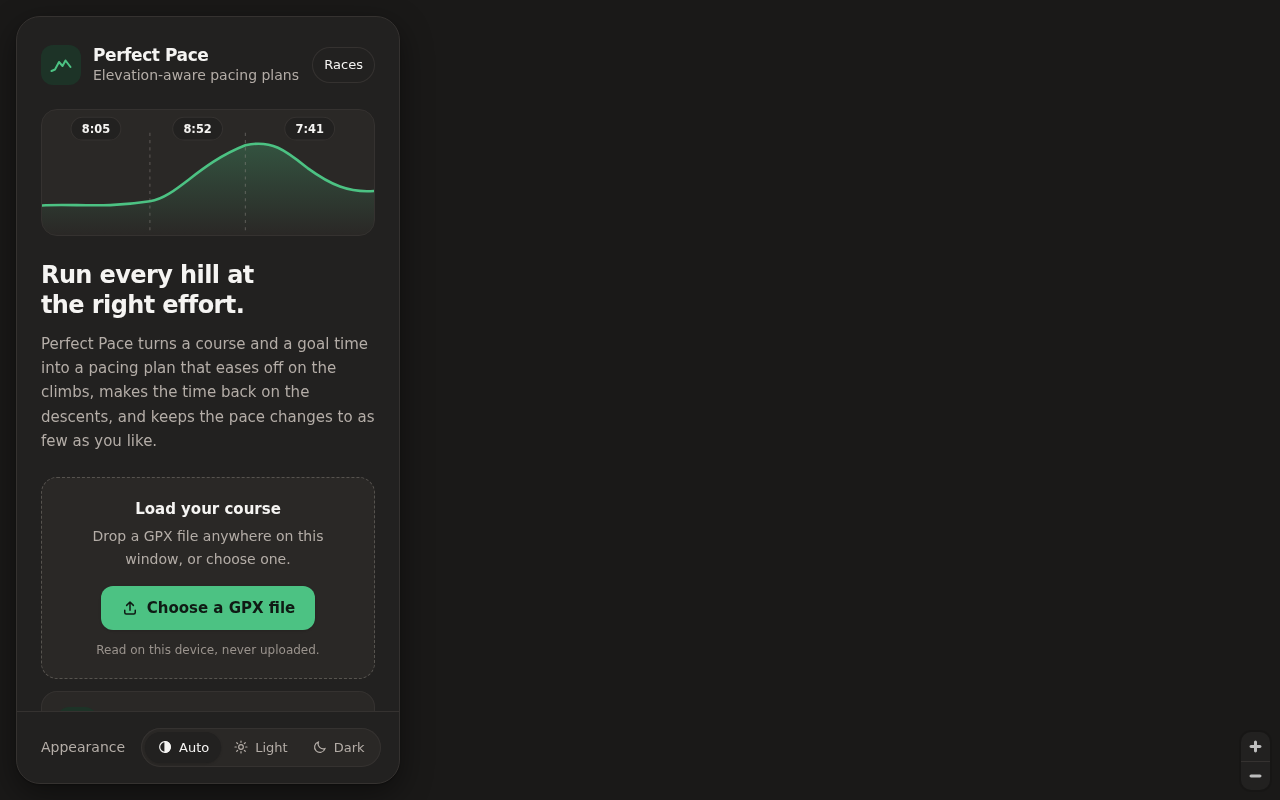 Perfect Pace
Elevation-aware pacing plans
Races
8:05
8:52
7:41
Run every hill at
the right effort.
Perfect Pace turns a course and a goal time
into a pacing plan that eases off on the
climbs, makes the time back on the
descents, and keeps the pace changes to as
few as you like.
Load your course
Drop a GPX file anywhere on this
window, or choose one.
Choose a GPX file
Read on this device, never uploaded.
Appearance
Auto
Light
Dark
+
−